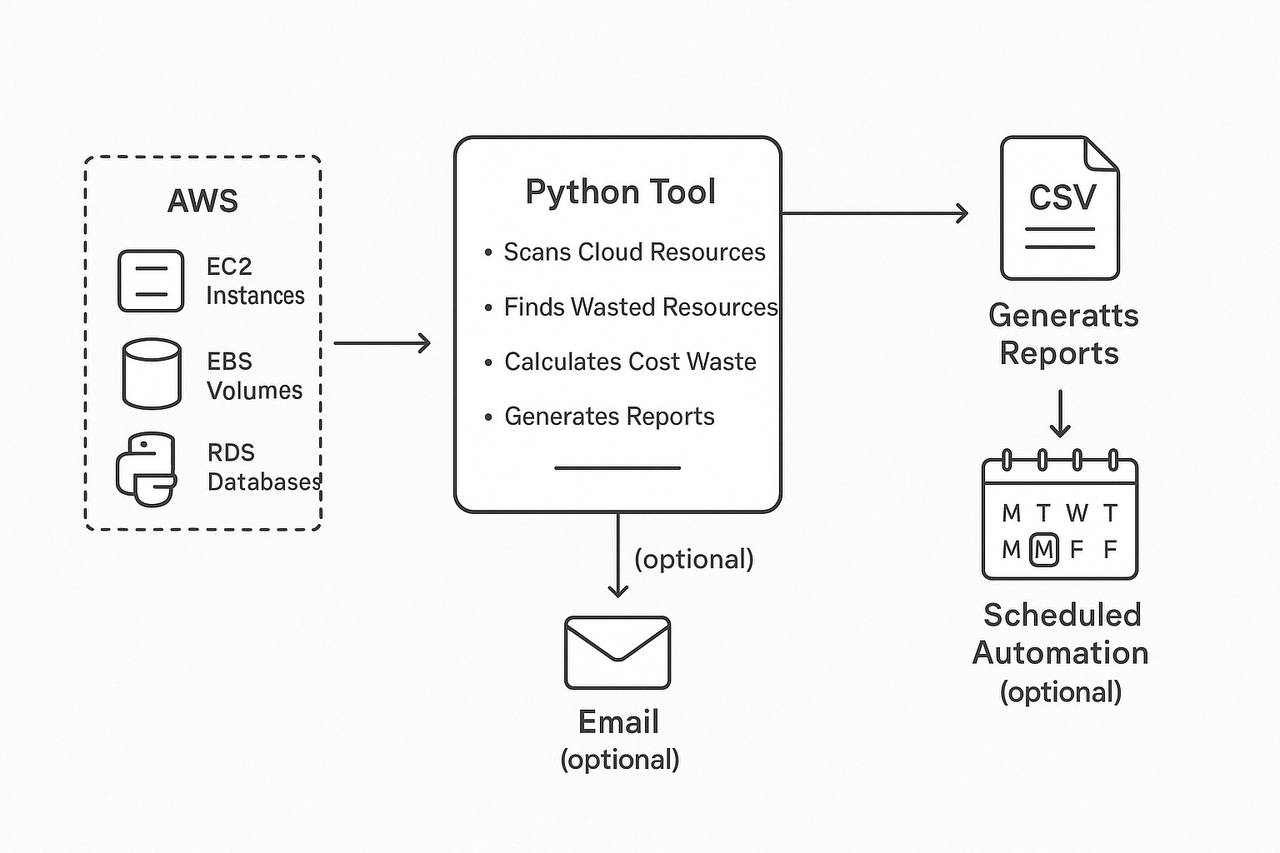 AWS
EC2
Instances
EBS
Volumes
RDS
Databases
Python Tool
• Scans Cloud Resources
• Finds Wasted Resources
• Calculates Cost Waste
• Generates Reports
(optional)
Email
(optional)
CSV
Generatts
Reports
M T W T
M M F F
Scheduled
Automation
(optional)